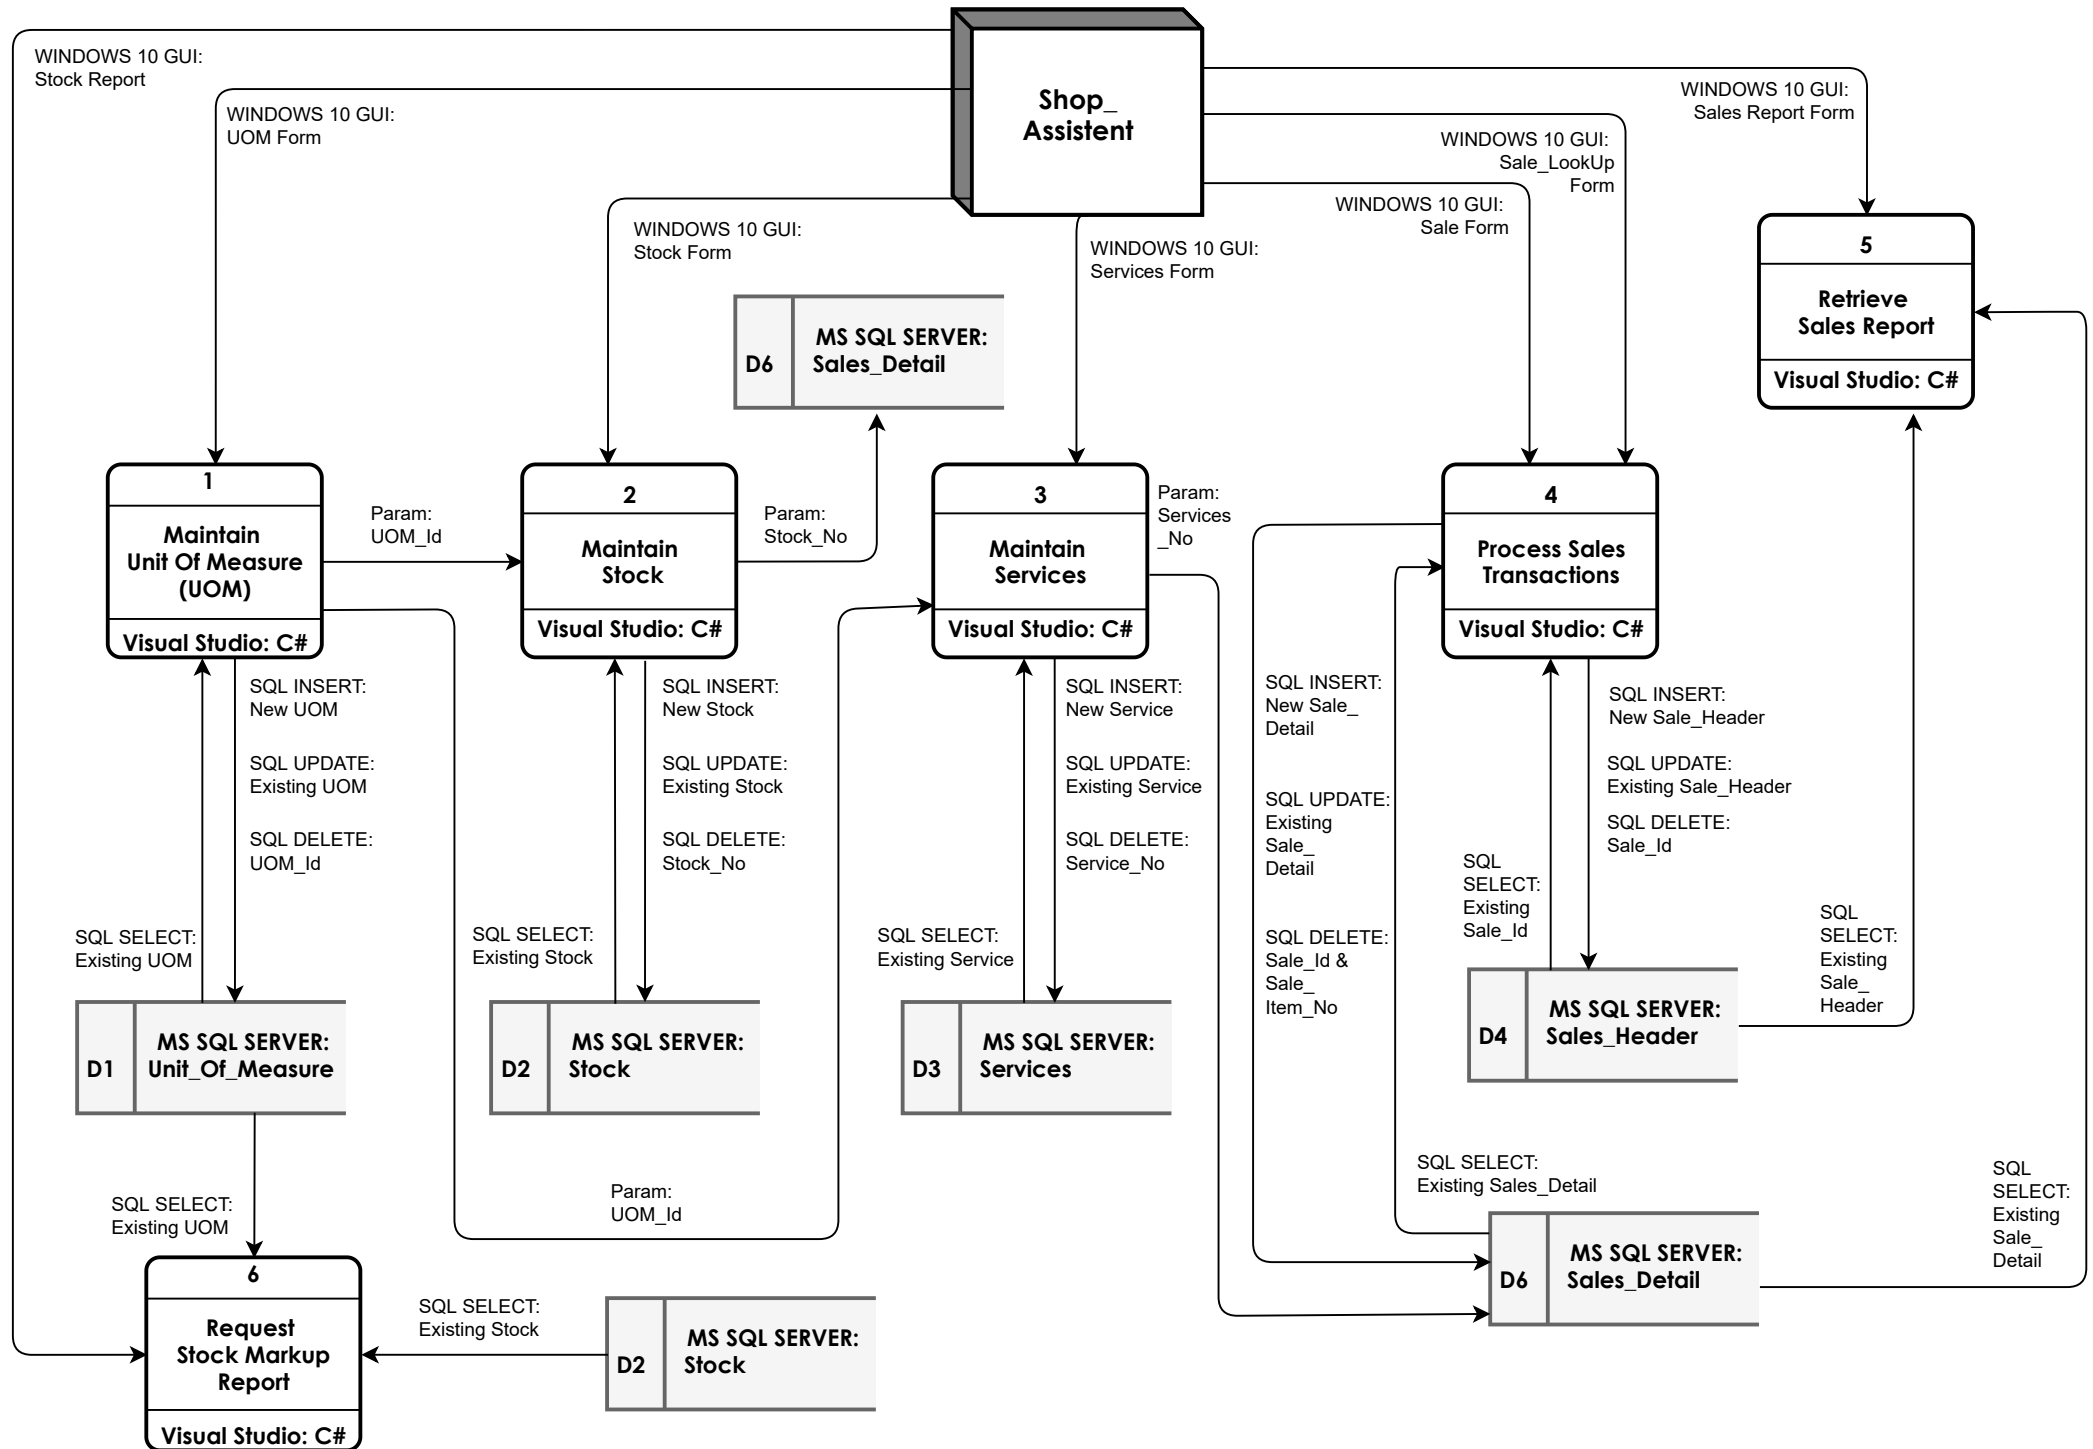 Shop_
Assistent
WINDOWS 10 GUI:
Stock Report
WINDOWS 10 GUI:
UOM Form
WINDOWS 10 GUI:
Stock Form
WINDOWS 10 GUI:
Services Form
WINDOWS 10 GUI:
Sale Form
WINDOWS 10 GUI:
Sale_LookUp
Form
WINDOWS 10 GUI:
Sales Report Form
5
Retrieve
Sales Report
Visual Studio: C#
D6
MS SQL SERVER:
Sales_Detail
1
Maintain
Unit Of Measure
(UOM)
Visual Studio: C#
Param:
UOM_Id
2
Maintain
Stock
Visual Studio: C#
Param:
Stock_No
3
Maintain
Services
Visual Studio: C#
Param:
Services
_No
4
Process Sales
Transactions
Visual Studio: C#
SQL INSERT:
New UOM
SQL UPDATE:
Existing UOM
SQL DELETE:
UOM_Id
SQL SELECT:
Existing UOM
SQL INSERT:
New Stock
SQL UPDATE:
Existing Stock
SQL DELETE:
Stock_No
SQL SELECT:
Existing Stock
SQL INSERT:
New Service
SQL UPDATE:
Existing Service
SQL DELETE:
Service_No
SQL SELECT:
Existing Service
SQL INSERT:
New Sale_
Detail
SQL UPDATE:
Existing
Sale_
Detail
SQL DELETE:
Sale_Id &
Sale_
Item_No
SQL INSERT:
New Sale_Header
SQL UPDATE:
Existing Sale_Header
SQL DELETE:
Sale_Id
SQL
SELECT:
Existing
Sale_Id
SQL
SELECT:
Existing
Sale_
Header
D1
MS SQL SERVER:
Unit_Of_Measure
D2
MS SQL SERVER:
Stock
D3
MS SQL SERVER:
Services
D4
MS SQL SERVER:
Sales_Header
SQL SELECT:
Existing UOM
Param:
UOM_Id
SQL SELECT:
Existing Sales_Detail
SQL
SELECT:
Existing
Sale_
Detail
D6
MS SQL SERVER:
Sales_Detail
6
Request
Stock Markup
Report
Visual Studio: C#
SQL SELECT:
Existing Stock
D2
MS SQL SERVER:
Stock